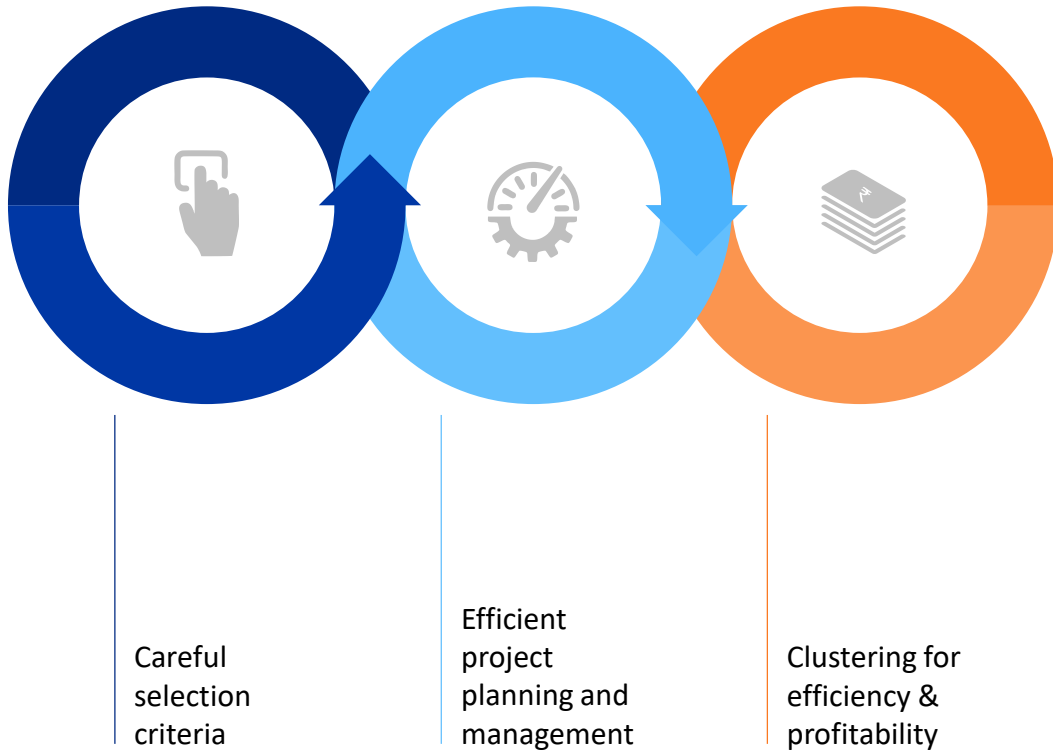 Careful
selection
criteria
Efficient
project
planning and
management
Clustering for
efficiency &
profitability